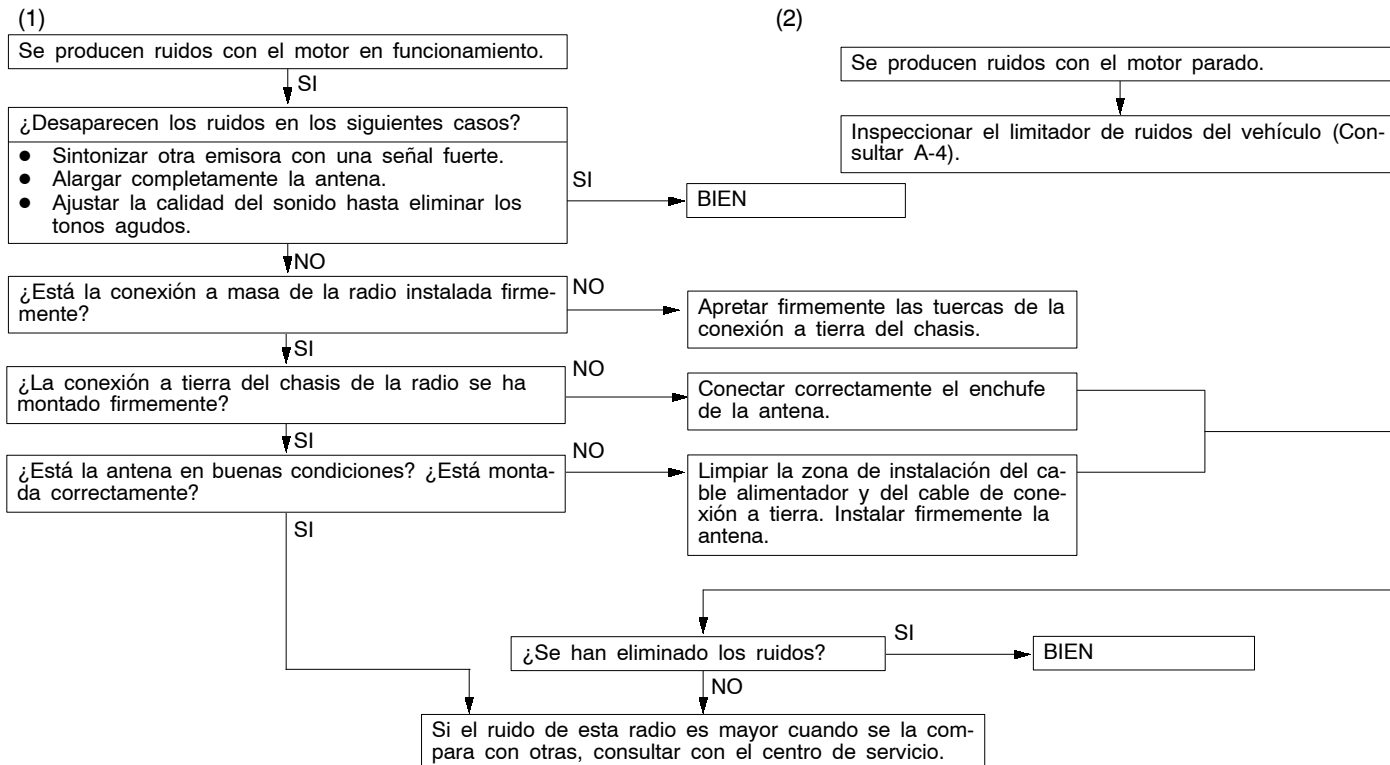 (1)
Se producen ruidos con el motor en funcionamiento.
SI
¿Desaparecen los ruidos en los siguientes casos?
● Sintonizar otra emisora con una señal fuerte.
● Alargar completamente la antena.
● Ajustar la calidad del sonido hasta eliminar los
tonos agudos.
SI
BIEN
NO
¿Está la conexión a masa de la radio instalada firme-
mente?
NO
Apretar firmemente las tuercas de la
conexión a tierra del chasis.
SI
¿La conexión a tierra del chasis de la radio se ha
montado firmemente?
NO
Conectar correctamente el enchufe
de la antena.
SI
¿Está la antena en buenas condiciones? ¿Está monta-
da correctamente?
NO
Limpiar la zona de instalación del ca-
ble alimentador y del cable de cone-
xión a tierra. Instalar firmemente la
antena.
SI
¿Se han eliminado los ruidos?
SI
BIEN
NO
Si el ruido de esta radio es mayor cuando se la com-
para con otras, consultar con el centro de servicio.
(2)
Se producen ruidos con el motor parado.
Inspeccionar el limitador de ruidos del vehículo (Con-
sultar A-4).